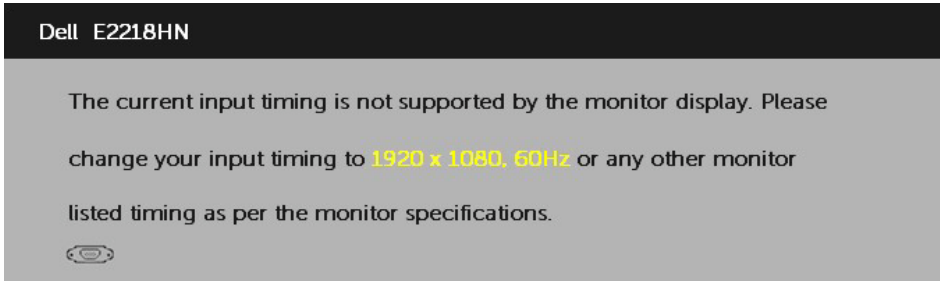 Dell E2218HN
The current input timing is not supported by the monitor display. Please
change your input timing to 1920 x 1080, 60Hz or any other monitor
listed timing as per the monitor specifications.